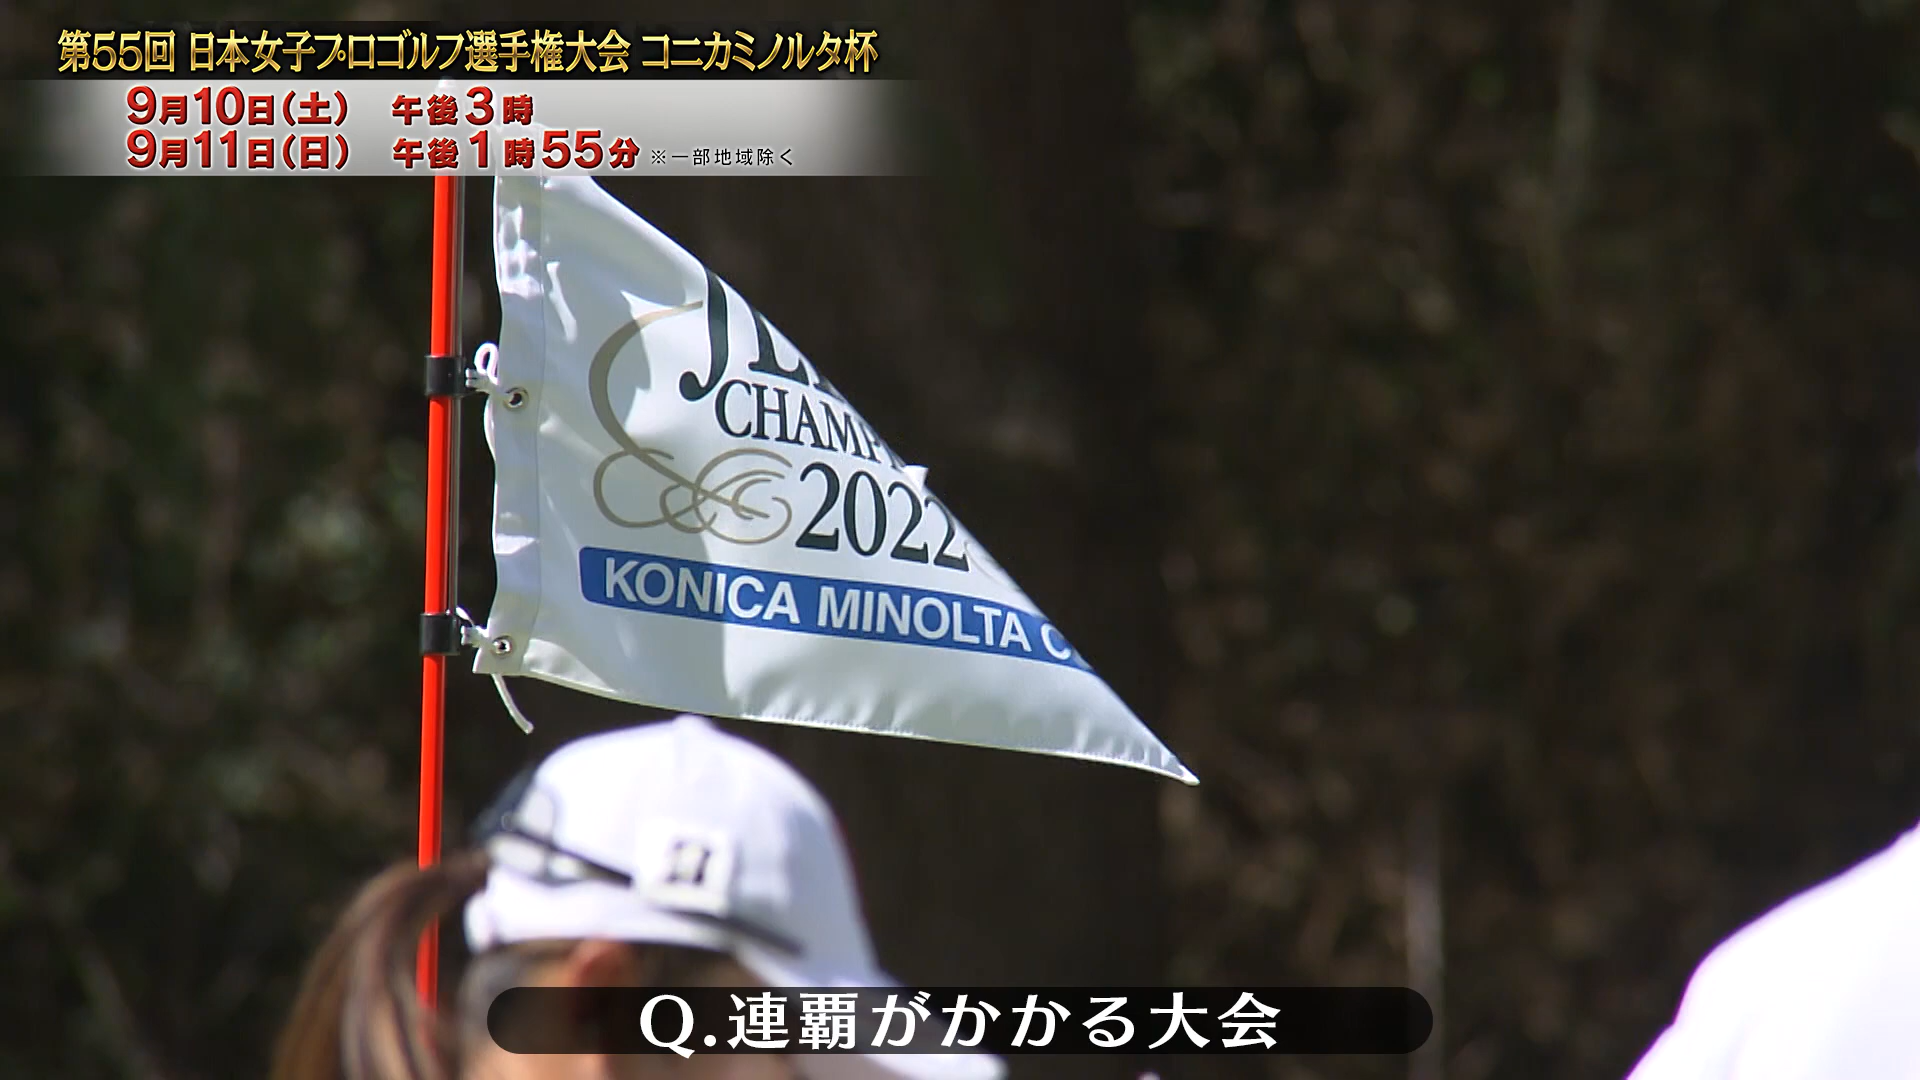 第55回 日本女子プロゴルフ選手権大会 コニカミノルタ杯
9月10日(土) 午後3時
9月11日(日) 午後1時55分 ※一部地域除く
CHAMP
2022
KONICA MINOLTA C
Q.連覇がかかる大会